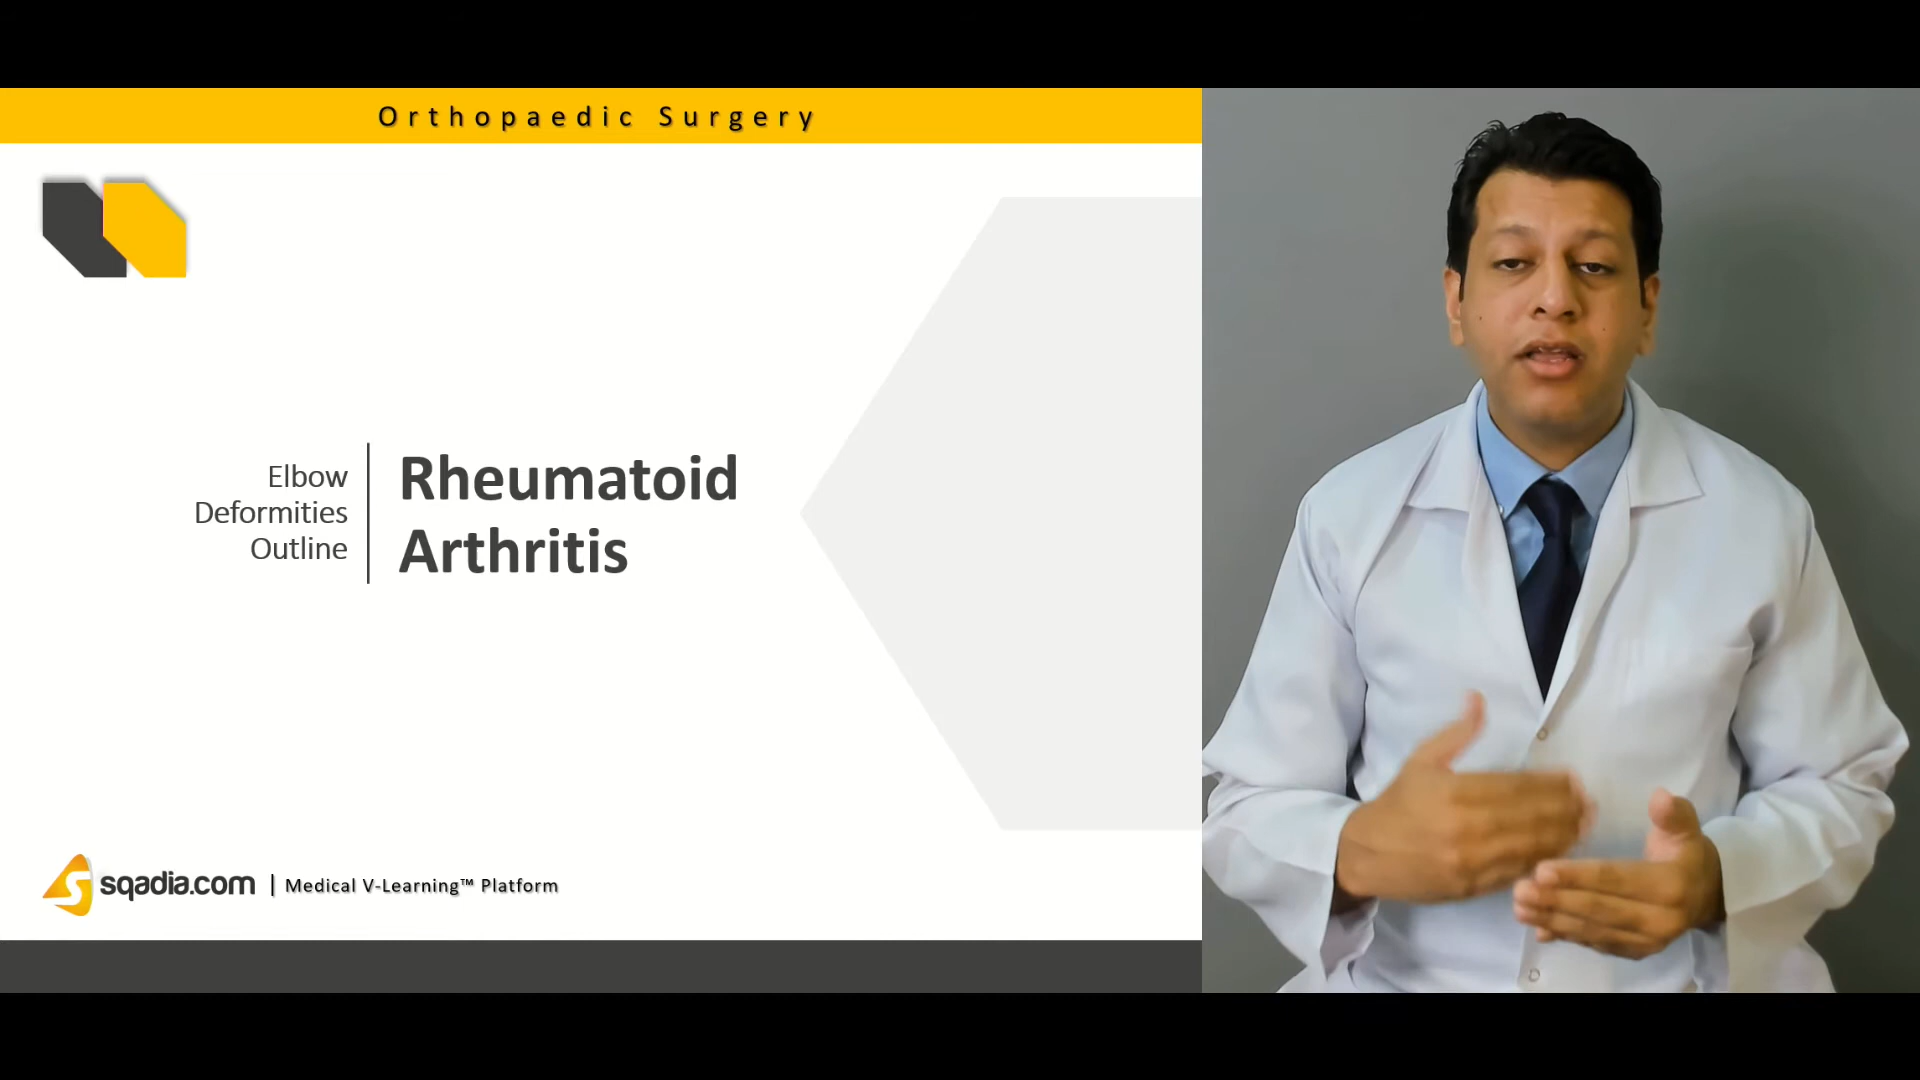 Orthopaedic Surgery
Elbow
Deformities
Outline
Rheumatoid
Arthritis
sqadia.com | Medical V-Learning™ Platform